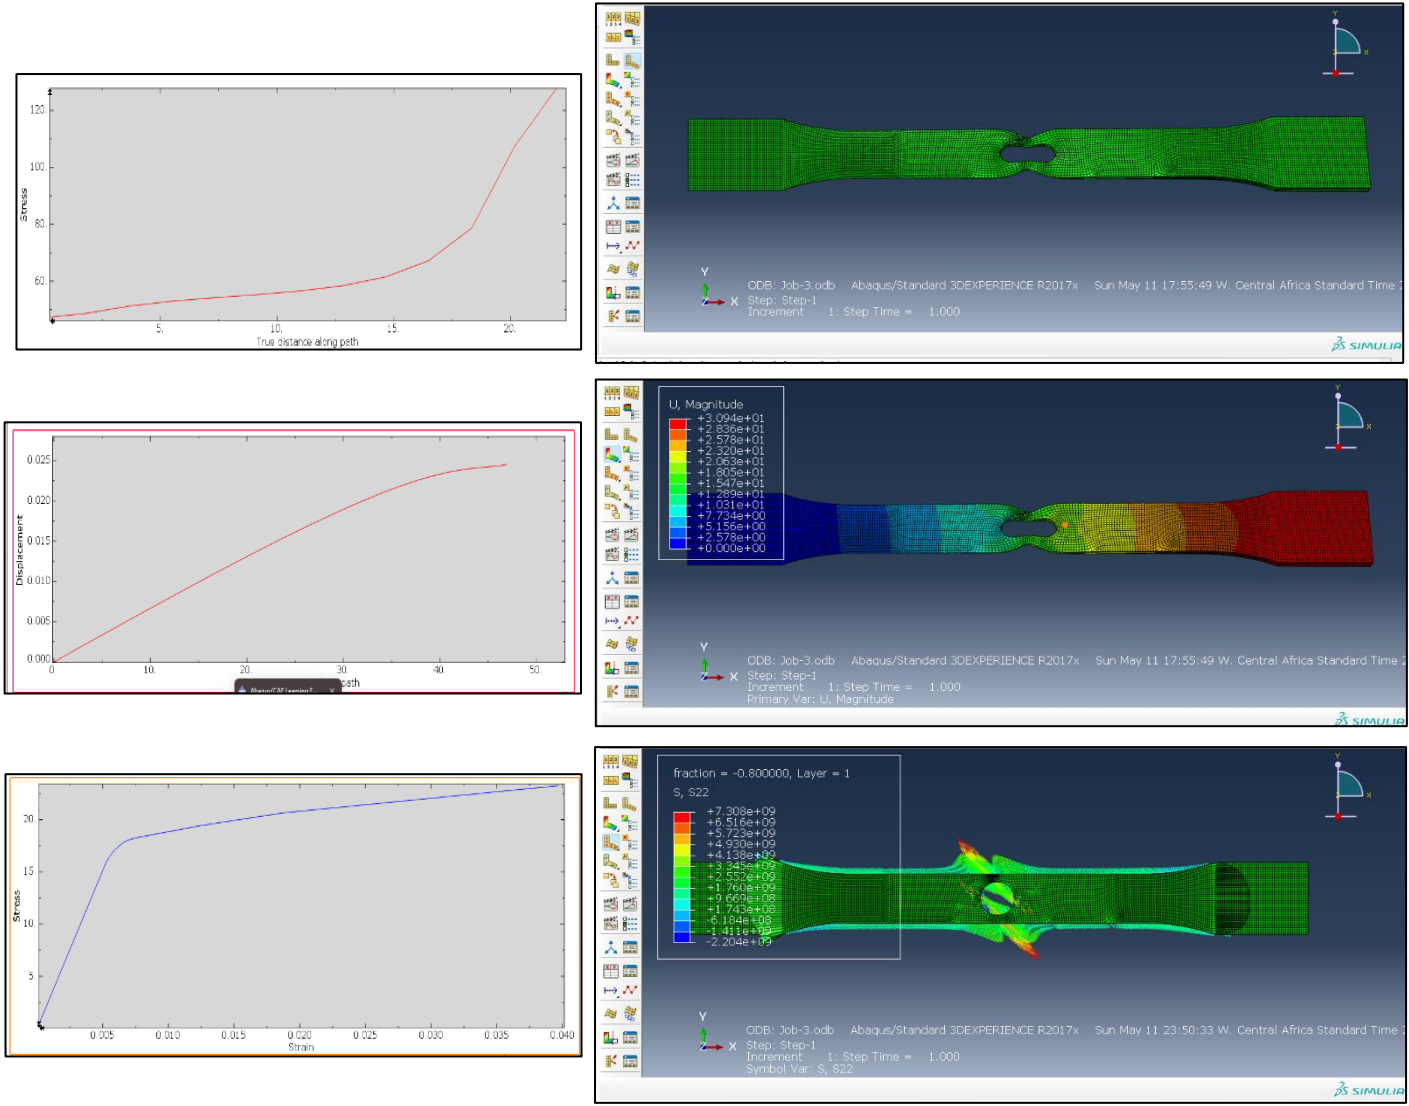 120.
100.
80.
60.
Stress
5.
10.
15.
20.
True distance along path
Y
X
Y
X
ODB: Job-3.odb Abaqus/Standard 3DEXPERIENCE R2017x Sun May 11 17:55:49 W. Central Africa Standard Time 2
Step: Step-1
Increment 1: Step Time = 1.000
SIMULIA
0.025
0.020
0.015
0.010
0.005
0.000
Displacement
0.
10.
20.
30.
40.
50.
path
Abaqus/CAE Learning E... X
U, Magnitude
+3.094e+01
+2.836e+01
+2.578e+01
+2.320e+01
+2.063e+01
+1.805e+01
+1.547e+01
+1.289e+01
+1.031e+01
+7.734e+00
+5.156e+00
+2.578e+00
+0.000e+00
Y
X
Y
X
ODB: Job-3.odb Abaqus/Standard 3DEXPERIENCE R2017x Sun May 11 17:55:49 W. Central Africa Standard Time 2
Step: Step-1
Increment 1: Step Time = 1.000
Primary Var: U, Magnitude
SIMULIA
20.
15.
10.
5.
Stress
0.005
0.010
0.015
0.020
0.025
0.030
0.035
0.040
Strain
fraction = -0.800000, Layer = 1
S, S22
+7.308e+09
+6.516e+09
+5.723e+09
+4.930e+09
+4.138e+09
+3.345e+09
+2.552e+09
+1.760e+09
+9.669e+08
+1.743e+08
-6.184e+08
-1.411e+09
-2.204e+09
Y
X
Y
X
ODB: Job-3.odb Abaqus/Standard 3DEXPERIENCE R2017x Sun May 11 23:50:33 W. Central Africa Standard Time 2
Step: Step-1
Increment 1: Step Time = 1.000
Symbol Var: S, S22
SIMULIA